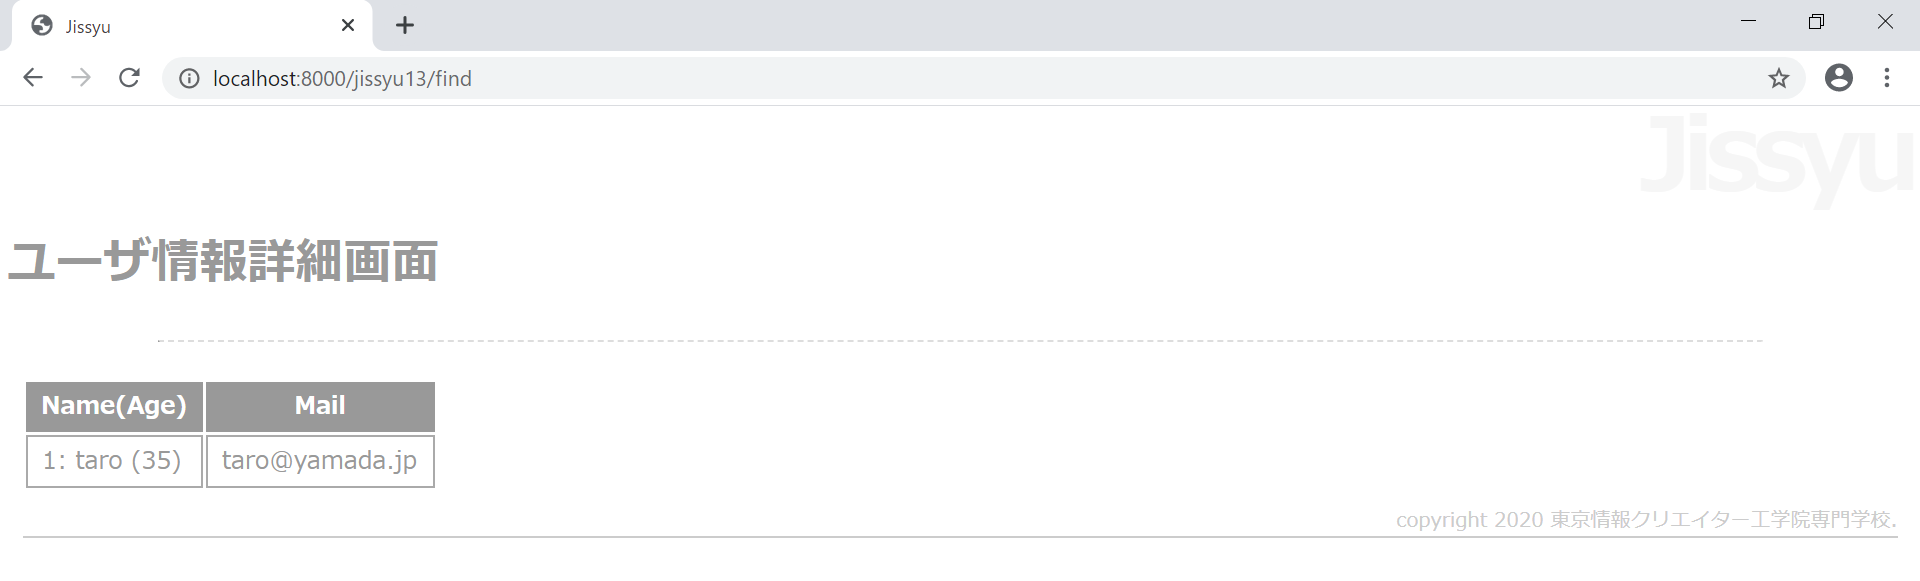 Jissyu
localhost:8000/jissyu13/find
Jissyu
ユーザ情報詳細画面
Name(Age) Mail
1: taro (35) taro@yamada.jp
copyright 2020 東京情報クリエイター工学院専門学校.